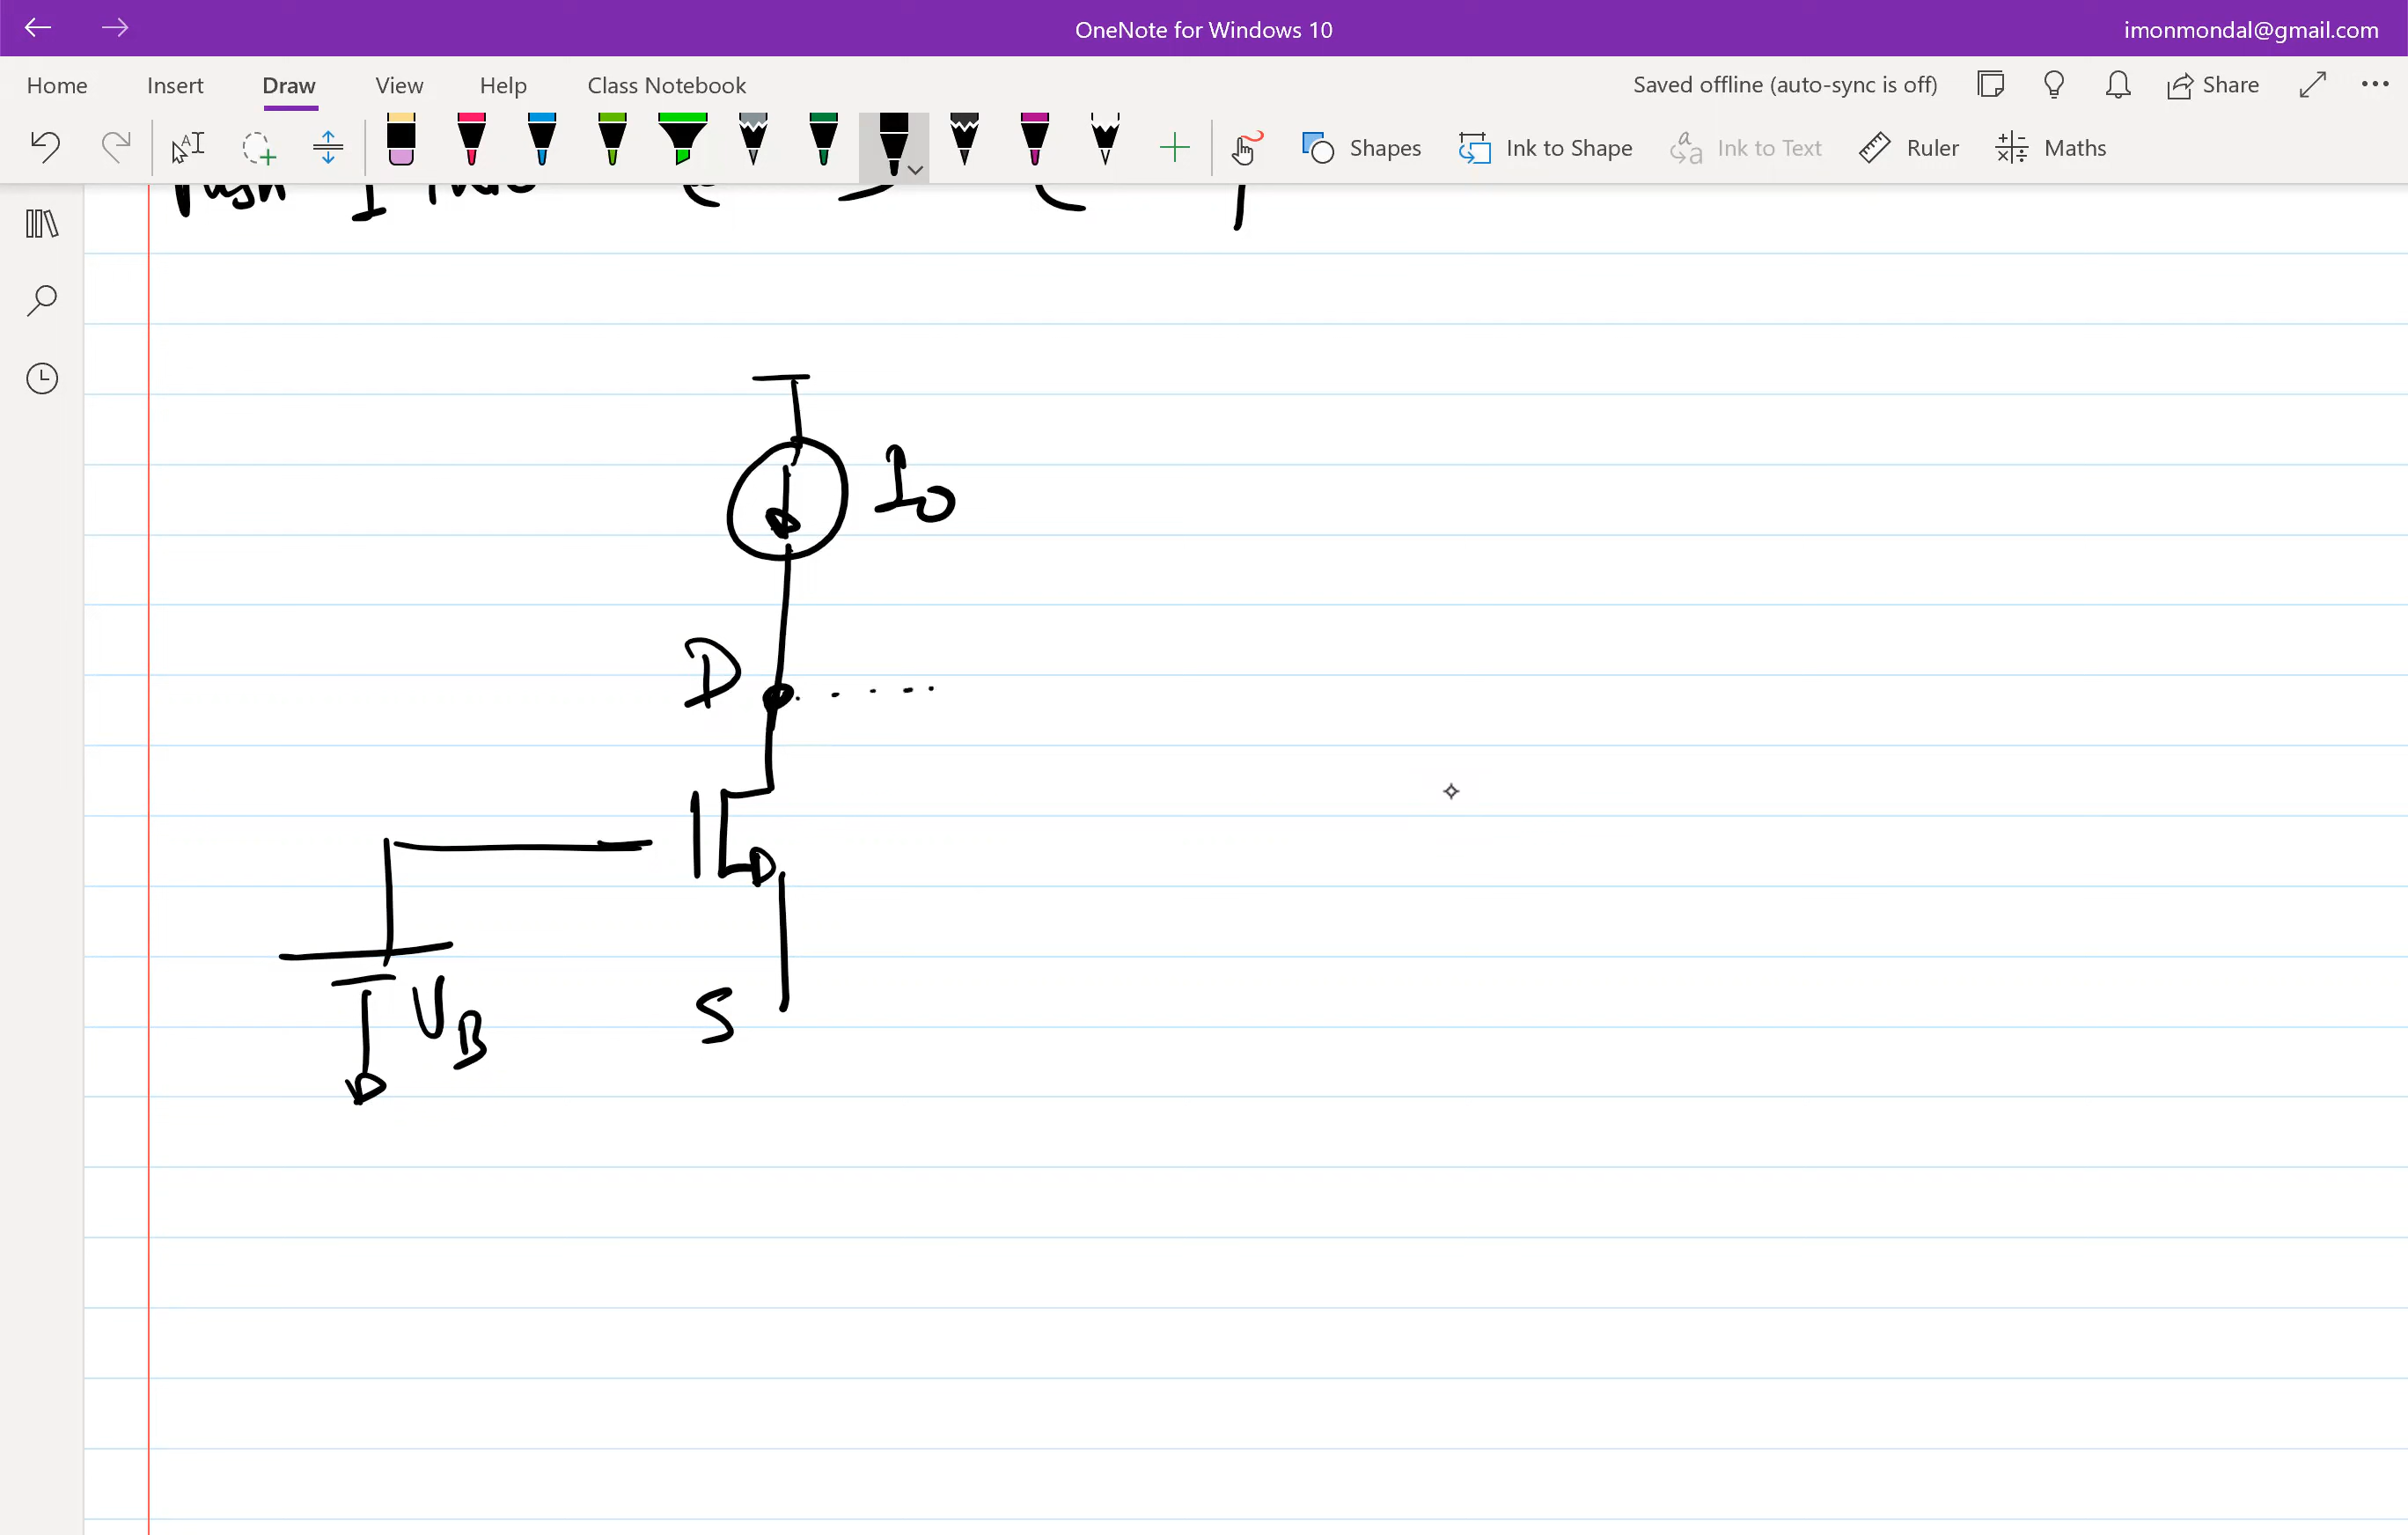 OneNote for Windows 10
imonmondal@gmail.com
Home Insert Draw View Help Class Notebook
Saved offline (auto-sync is off) Share
Shapes Ink to Shape Ink to Text Ruler Maths
I0
D
VB
S